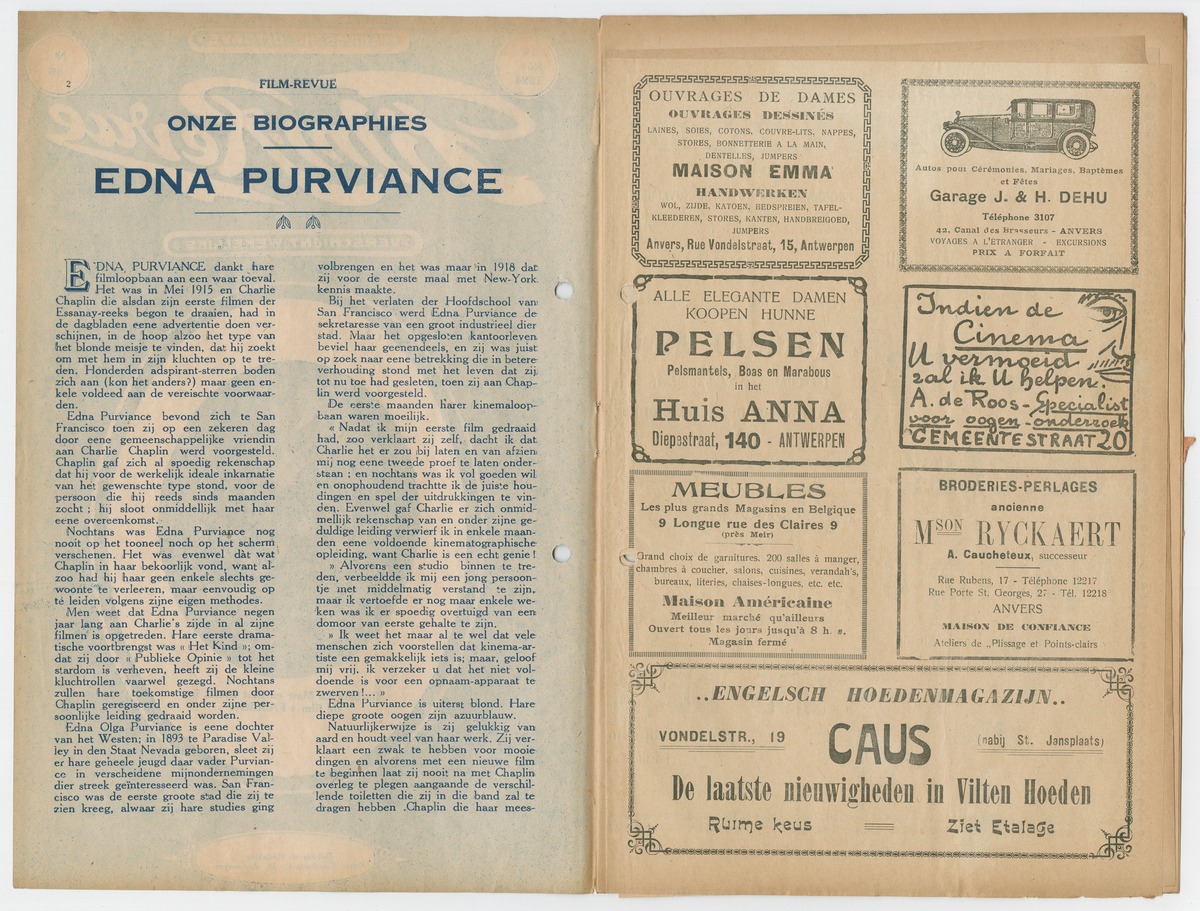 2
FILM-REVUE
ONZE BIOGRAPHIES
EDNA PURVIANCE
EDNA PURVIANCE dankt hare
filmloopbaan aan een waar toeval.
Het was in Mei 1915 en Charlie
Chaplin die alsdan zijn eerste filmen der
Essanay-reeks begon te draaien, had in
de dagbladen eene advertentie doen ver-
schijnen, in de hoop alzoo het type van
het blonde meisje te vinden, dat hij zoekt
om met hem in zijn kluchten op te tre-
den. Honderden adspirant-sterren boden
zich aan (kon het anders?) maar geen en-
kele voldeed aan de vereischte voorwaar-
den.
Edna Purviance bevond zich te San
Francisco toen zij op een zekeren dag
door eene gemeenschappelijke vriendin
aan Charlie Chaplin werd voorgesteld.
Chaplin gaf zich al spoedig rekenschap
dat hij voor de werkelijk ideale inkarnatie
van het gewenschte type stond, voor de
persoon die hij reeds sinds maanden
zocht ; hij sloot onmiddellijk met haar
eene overeenkomst.
Nochtans was Edna Purviance nog
nooit op het tooneel noch op het scherm
verschenen. Het was evenwel dàt wat
Chaplin in haar bekoorlijk vond, want al-
zoo had hij haar geen enkele slechts ge-
woonte te verleeren, maar eenvoudig op
te leiden volgens zijne eigen methodes.
Men weet dat Edna Purviance negen
jaar lang aan Charlie's zijde in al zijne
filmen is opgetreden. Hare eerste drama-
tische voortbrengst was « Het Kind »; om-
dat zij door « Publieke Opinie » tot het
stardom is verheven, heeft zij de kleine
kluchtrollen vaarwel gezegd. Nochtans
zullen hare toekomstige filmen door
Chaplin geregiseerd en onder zijne per-
soonlijke leiding gedraaid worden.
Edna Olga Purviance is eene dochter
van het Westen; in 1893 te Paradise Val-
ley in den Staat Nevada geboren, sleet zij
er hare geheele jeugd daar vader Purvian-
ce in verscheidene mijnondernemingen
dier streek geïnteresseerd was. San Fran-
cisco was de eerste groote stad die zij te
zien kreeg, alwaar zij hare studies ging
volbrengen en het was maar in 1918 dat
zij voor de eerste maal met New-York
kennis maakte.
Bij het verlaten der Hoofdschool van
San Francisco werd Edna Purviance de
sekretaresse van een groot industrieel dier
stad. Maar het opgesloten kantoorleven
beviel haar geenendeels, en zij was juist
op zoek naar eene betrekking die in betere
verhouding stond met het leven dat zij
tot nu toe had gesleten, toen zij aan Chap-
lin werd voorgesteld.
De eerste maanden harer kinemaloop-
baan waren moeilijk.
« Nadat ik mijn eerste film gedraaid
had, zoo verklaart zij zelf, dacht ik dat
Charlie het er zou bij laten en van afzien
mij nog eene tweede proef te laten onder-
staan ; en nochtans was ik vol goeden wil
en onophoudend trachtte ik de juiste hou-
dingen en spel der uitdrukkingen te vin-
den. Evenwel gaf Charlie er zich onmid-
mellijk rekenschap van en onder zijne ge-
duldige leiding verwierf ik in enkele maan-
den eene voldoende kinematographische
opleiding, want Charlie is een echt genie !
» Alvorens een studio binnen te tre-
den, verbeeldde ik mij een jong persoon-
tje met middelmatig verstand te zijn,
maar ik vertoefde er nog maar enkele we-
ken was ik er spoedig overtuigd van een
domoor van eerste gehalte te zijn.
» Ik weet het maar al te wel dat vele
menschen zich voorstellen dat kinema-ar-
tiste een gemakkelijk iets is; maar, geloof
mij vrij, ik verzeker u dat het niet vol-
doende is voor een opnaam-apparaat te
zwerven !... »
Edna Purviance is uiterst blond. Hare
diepe groote oogen zijn azuurblauw.
Natuurlijkerwijze is zij gelukkig van
aard en houdt veel van haar werk. Zij ver-
klaart een zwak te hebben voor mooie
dingen en alvorens met een nieuwe film
te beginnen laat zij nooit na met Chaplin
overleg te plegen aangaande de verschil-
lende toiletten die zij in die band zal te
dragen hebben .Chaplin die haar mees-
OUVRAGES DE DAMES
OUVRAGES DESSINÉS
LAINES, SOIES, COTONS, COUVRE-LITS, NAPPES,
STORES, BONNETTERIE A LA MAIN,
DENTELLES, JUMPERS
MAISON EMMA
HANDWERKEN
WOL, ZIJDE, KATOEN, BEDSPREIEN, TAFEL-
KLEEDEREN, STORES, KANTEN, HANDBREIGOED,
JUMPERS
Anvers, Rue Vondelstraat, 15, Antwerpen
Autos pour Cérémonies, Mariages, Baptêmes
et Fêtes
Garage J. & H. DEHU
Téléphone 3107
42, Canal des Brasseurs - ANVERS
VOYAGES A L'ETRANGER - EXCURSIONS
PRIX A FORFAIT
ALLE ELEGANTE DAMEN
KOOPEN HUNNE
PELSEN
Pelsmantels, Boas en Marabous
in het
Huis ANNA
Diepestraat, 140 - ANTWERPEN
Indien de
Cinema
U vermoeid
zal ik U helpen.
A. de Roos - Specialist
voor oogen - onderzoek
GEMEENTESTRAAT 20
MEUBLES
Les plus grands Magasins en Belgique
9 Longue rue des Claires 9
(près Meir)
Grand choix de garnitures. 200 salles à manger,
chambres à coucher, salons, cuisines, verandah's,
bureaux, literies, chaises-longues, etc. etc.
Maison Américaine
Meilleur marché qu'ailleurs
Ouvert tous les jours jusqu'à 8 h. s.
Magasin fermé
BRODERIES-PERLAGES
ancienne
MSON RYCKAERT
A. Caucheteux, successeur
Rue Rubens, 17 - Téléphone 12217
Rue Porte St. Georges, 27 - Tél. 12218
ANVERS
MAISON DE CONFIANCE
Ateliers de „Plissage et Points-clairs
..ENGELSCH HOEDENMAGAZIJN..
VONDELSTR., 19 CAUS (nabij St. Jansplaats)
De laatste nieuwigheden in Vilten Hoeden
Ruime keus Ziet Etalage